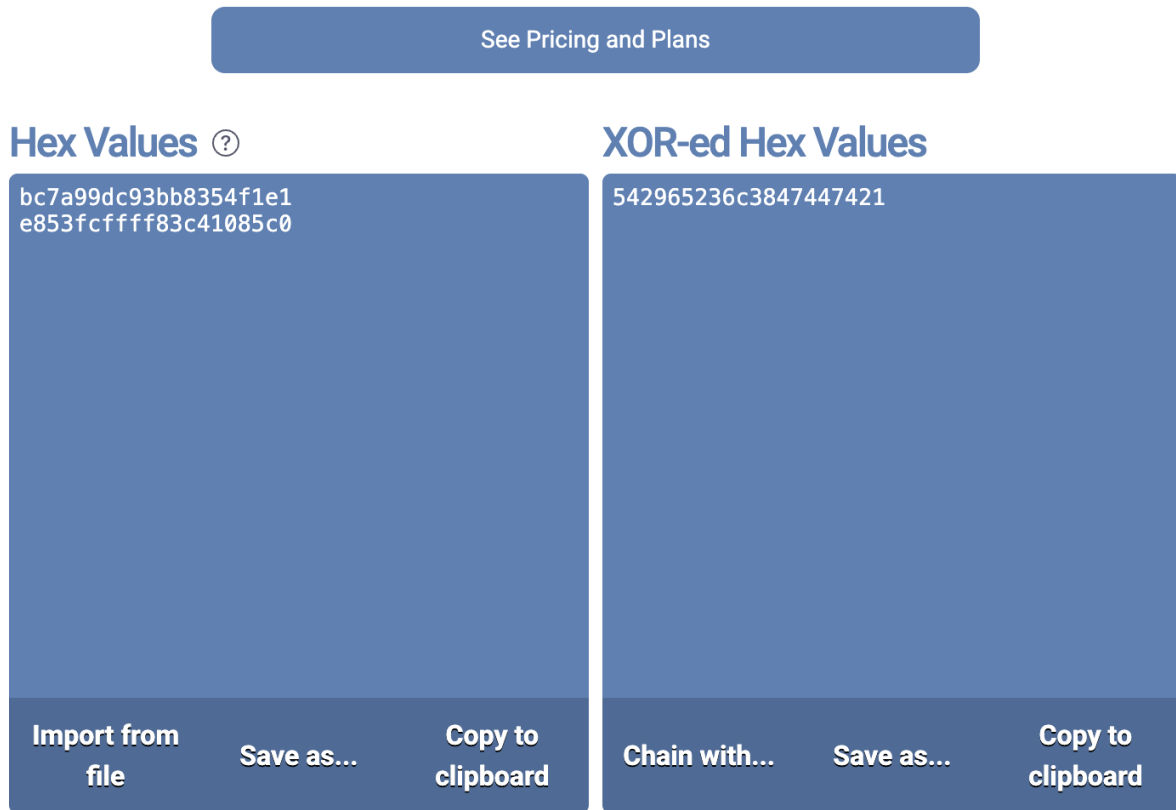 See Pricing and Plans
Hex Values ?
XOR-ed Hex Values
bc7a99dc93bb8354f1e1
e853fcffff83c41085c0
542965236c3847447421
Import from
file
Save as...
Copy to
clipboard
Chain with...
Save as...
Copy to
clipboard